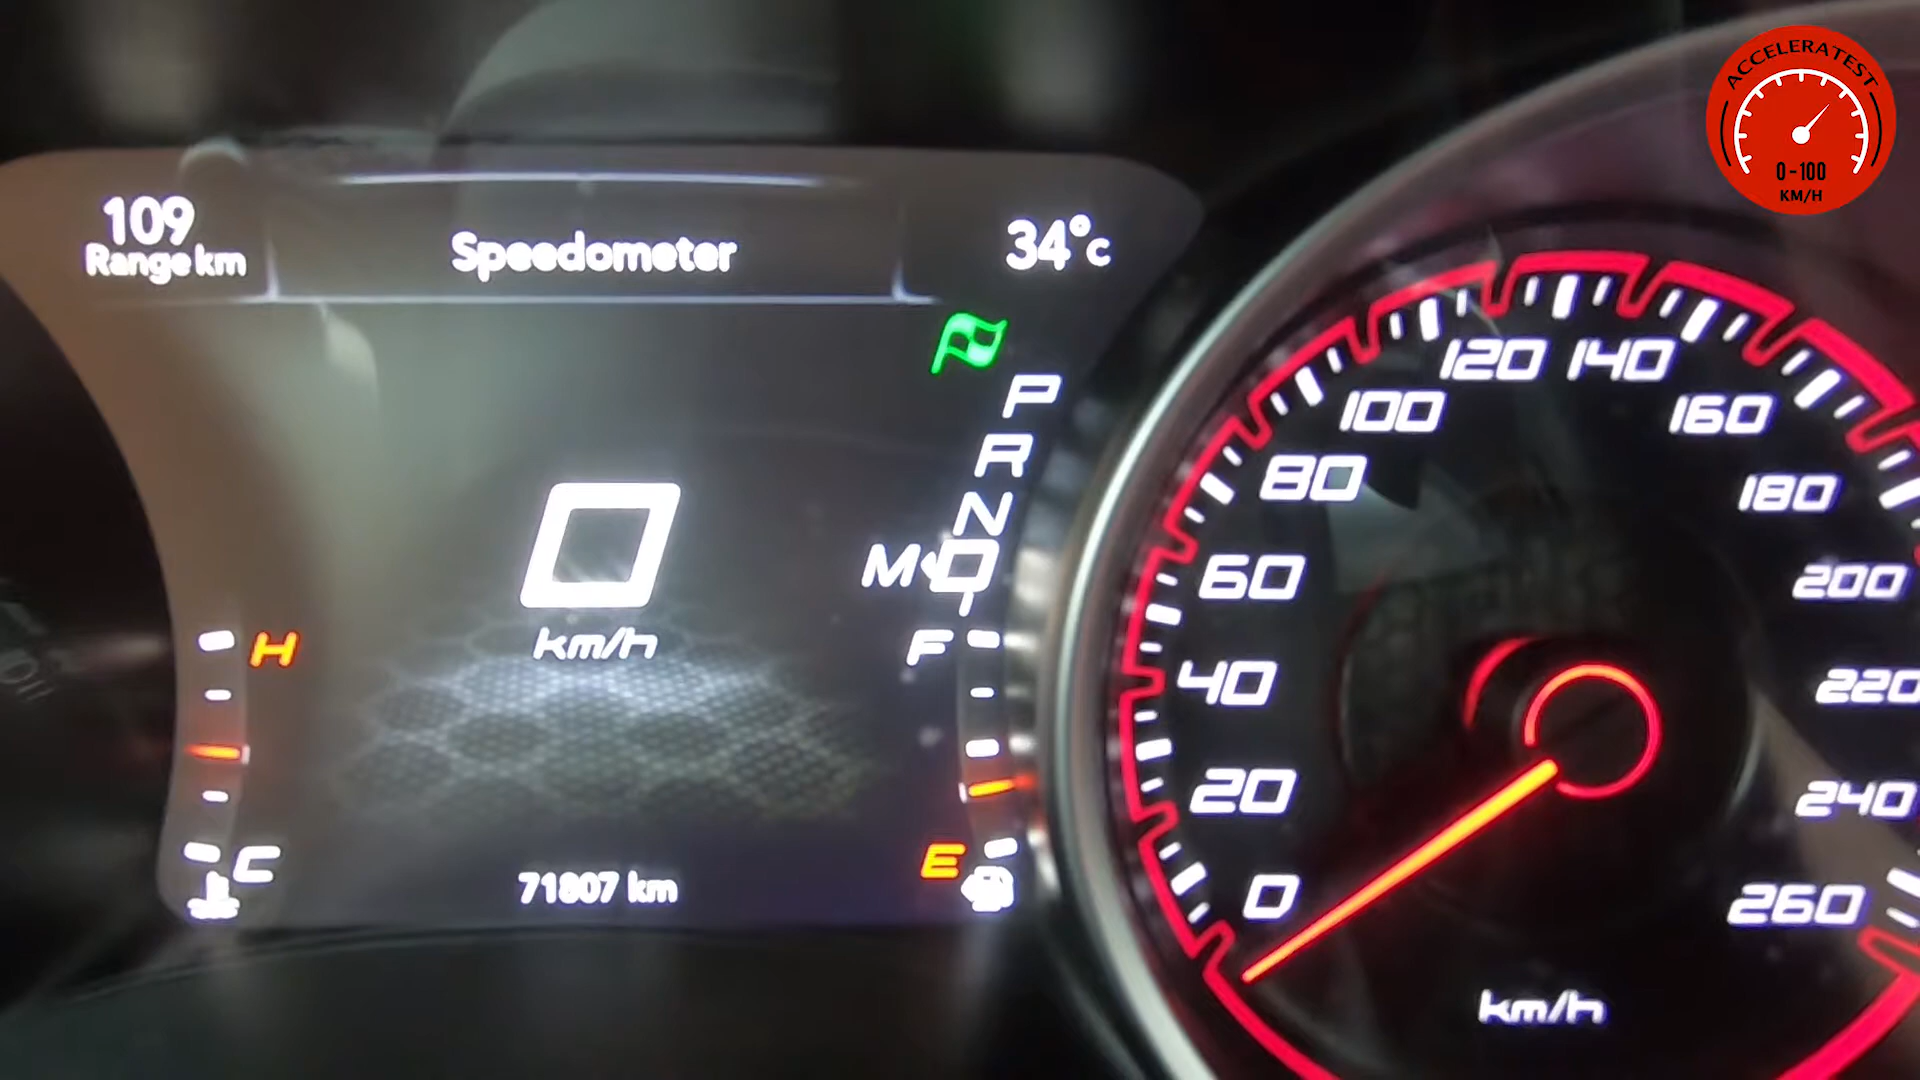 ACCELERATEST
0-100
KM/H
109
Range km
Speedometer
34°C
P
R
N
M D
0
km/h
H
C
F
E
71807 km
0
20
40
60
80
100
120
140
160
180
200
220
240
260
km/h